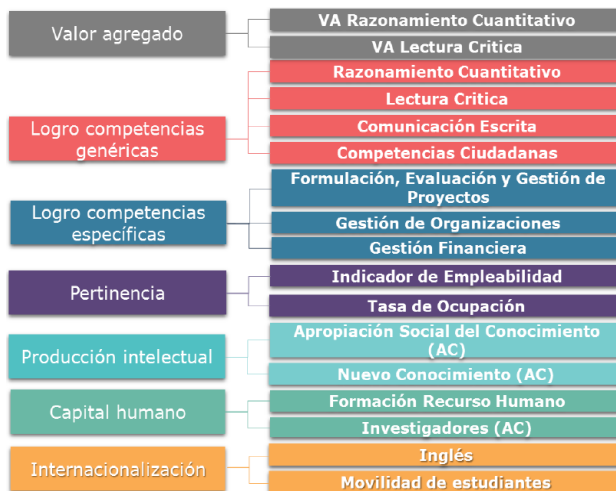 Valor agregado
VA Razonamiento Cuantitativo
VA Lectura Critica
Logro competencias
genéricas
Razonamiento Cuantitativo
Lectura Critica
Comunicación Escrita
Competencias Ciudadanas
Logro competencias
específicas
Formulación, Evaluación y Gestión de
Proyectos
Gestión de Organizaciones
Gestión Financiera
Pertinencia
Indicador de Empleabilidad
Tasa de Ocupación
Producción intelectual
Apropiación Social del Conocimiento
(AC)
Nuevo Conocimiento (AC)
Capital humano
Formación Recurso Humano
Investigadores (AC)
Internacionalización
Inglés
Movilidad de estudiantes